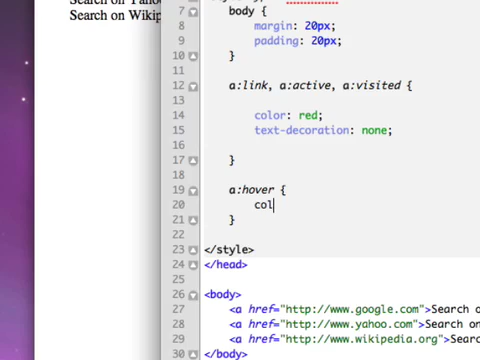 Search on Yahoo
Search on Wikip
7 body {
8 margin: 20px;
9 padding: 20px;
10 }
11
12 a:link, a:active, a:visited {
13
14 color: red;
15 text-decoration: none;
16
17 }
18
19 a:hover {
20 col
21 }
22
23 </style>
24 </head>
25
26 <body>
27 <a href="http://www.google.com">Search o
28 <a href="http://www.yahoo.com">Search on
29 <a href="http://www.wikipedia.org">Searc
30 </body>